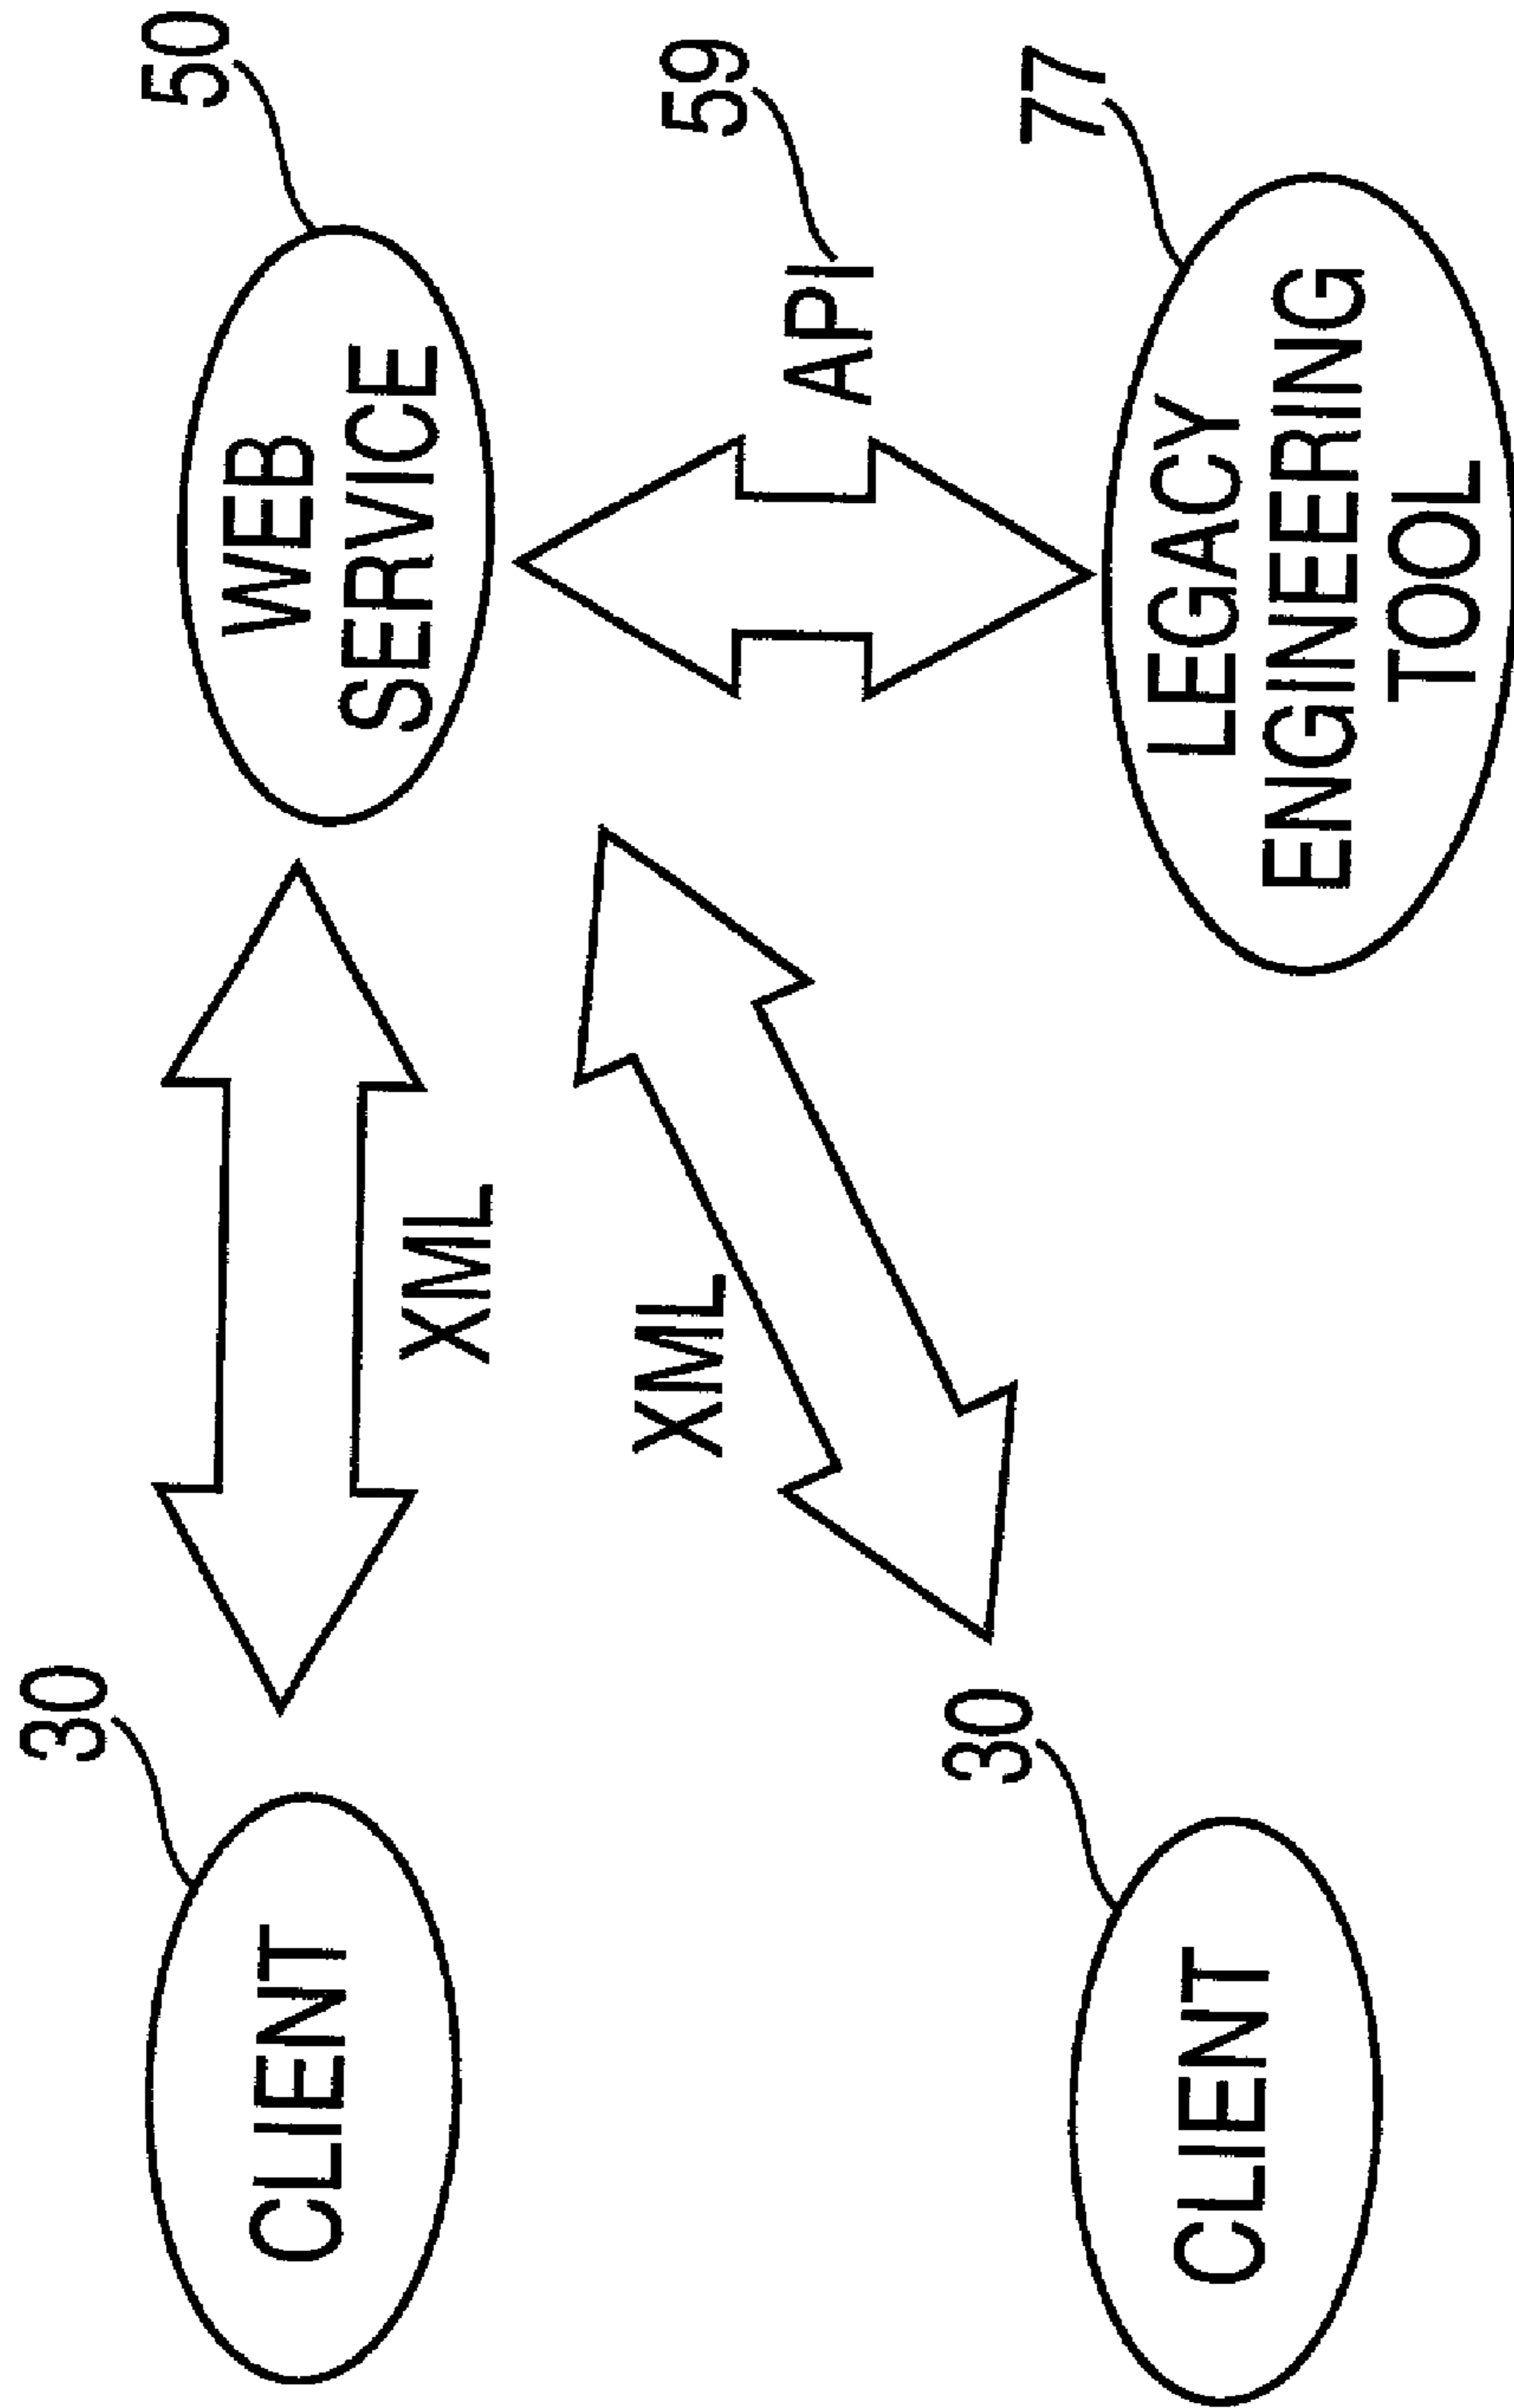 30
50
CLIENT
WEB
SERVICE
XML
XML
59
API
30
77
CLIENT
LEGACY
ENGINEERING
TOOL